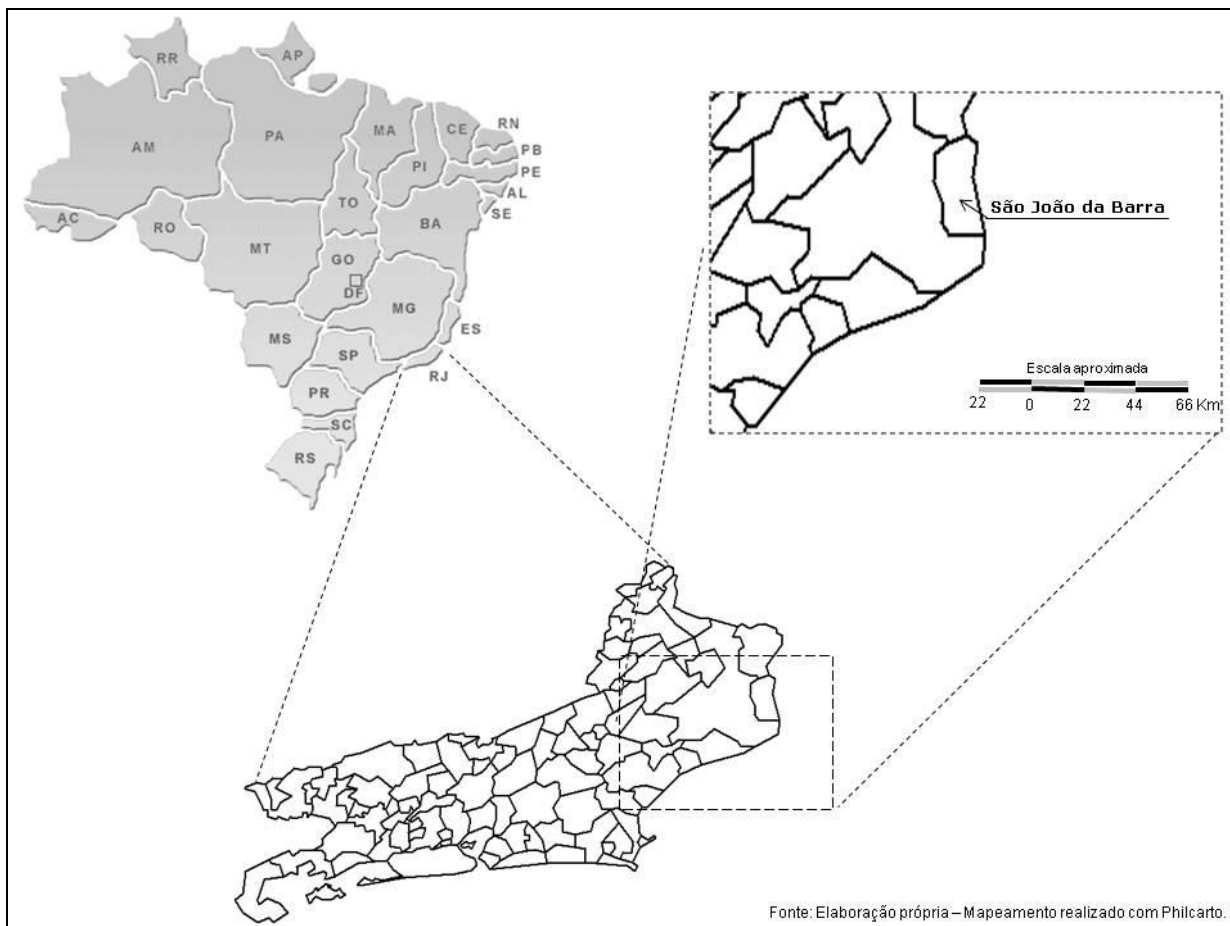 RR
AP
AM
PA
MA
CE
RN
PB
PE
AL
SE
PI
AC
RO
TO
BA
MT
GO
DF
MG
ES
MS
SP
RJ
PR
SC
RS
São João da Barra
Escala aproximada
22 0 22 44 66 Km
Fonte: Elaboração própria – Mapeamento realizado com Philcarto.